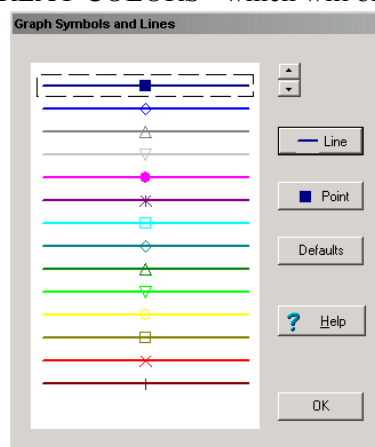 Graph Symbols and Lines
Line
Point
Defaults
? Help
OK